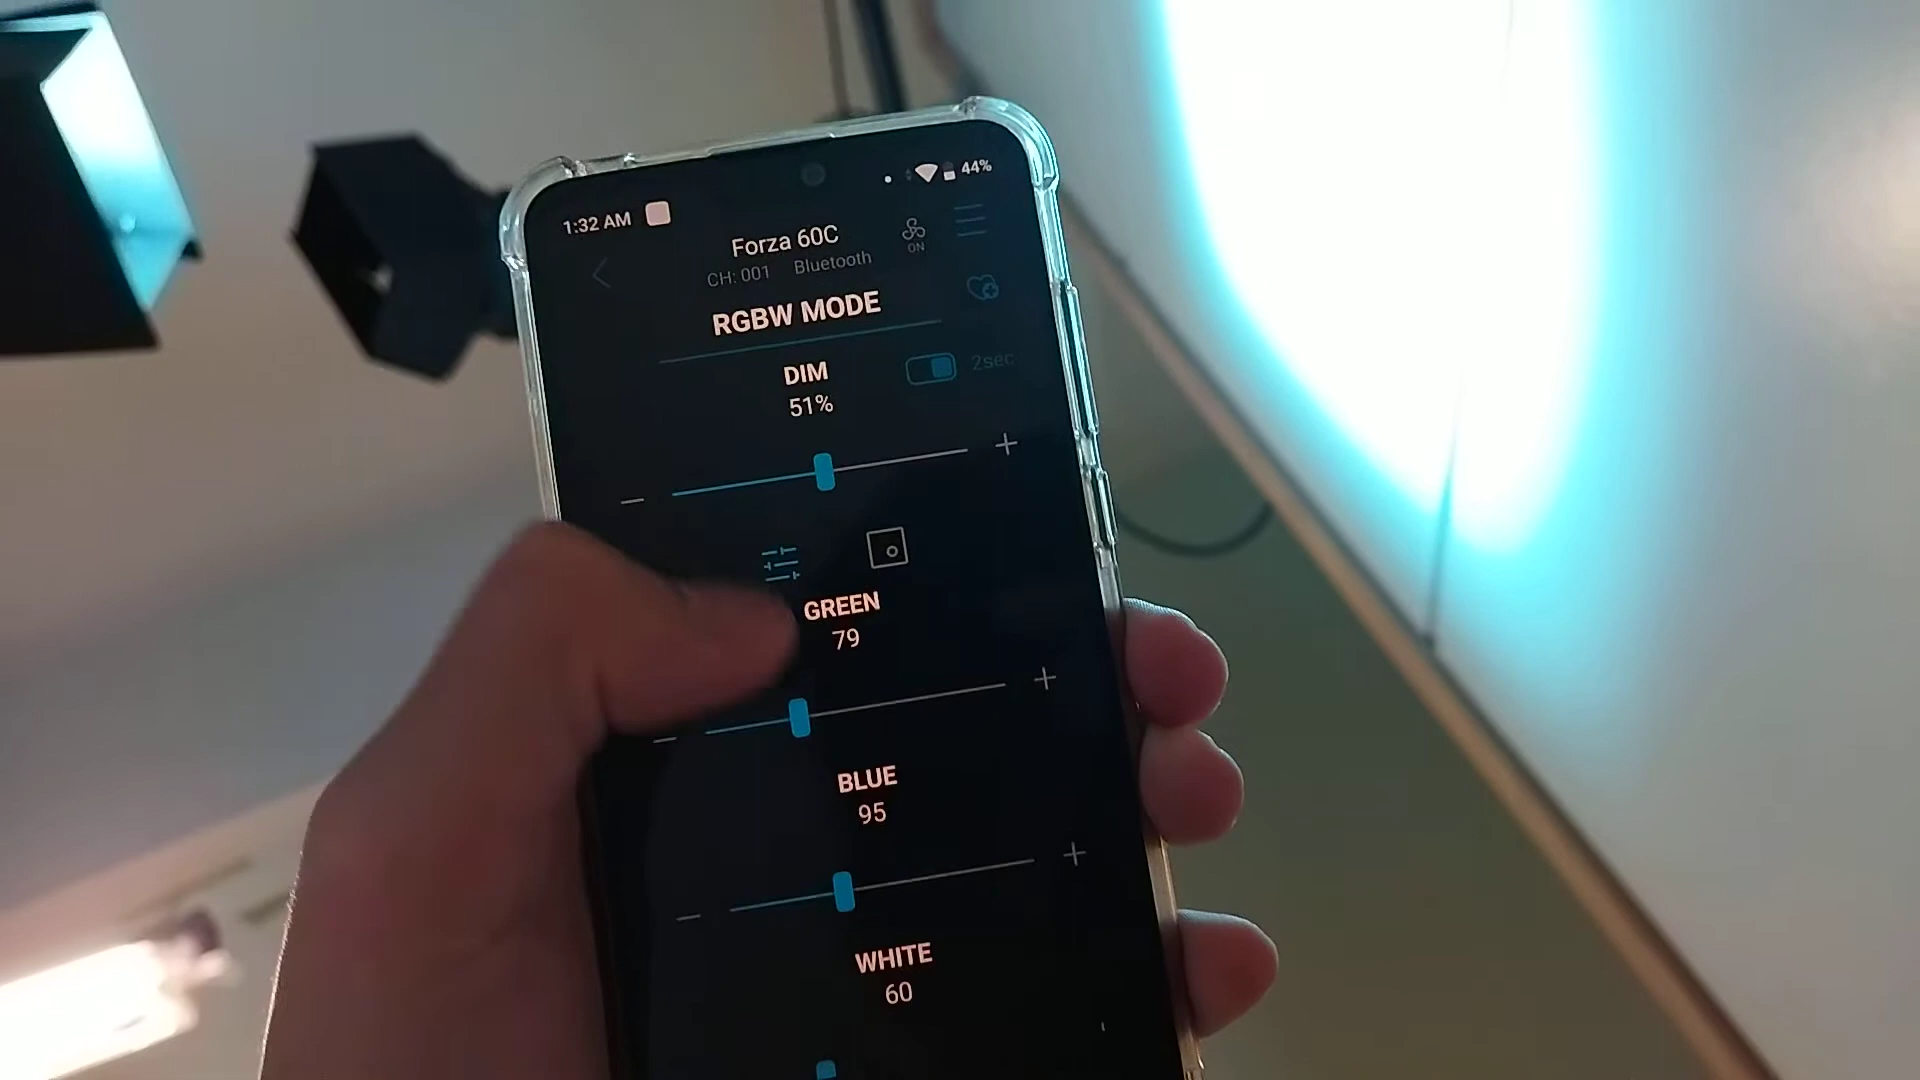 1:32 AM
44%
Forza 60C
ON
CH: 001 Bluetooth
RGBW MODE
DIM
2sec
51%
GREEN
79
BLUE
95
WHITE
60